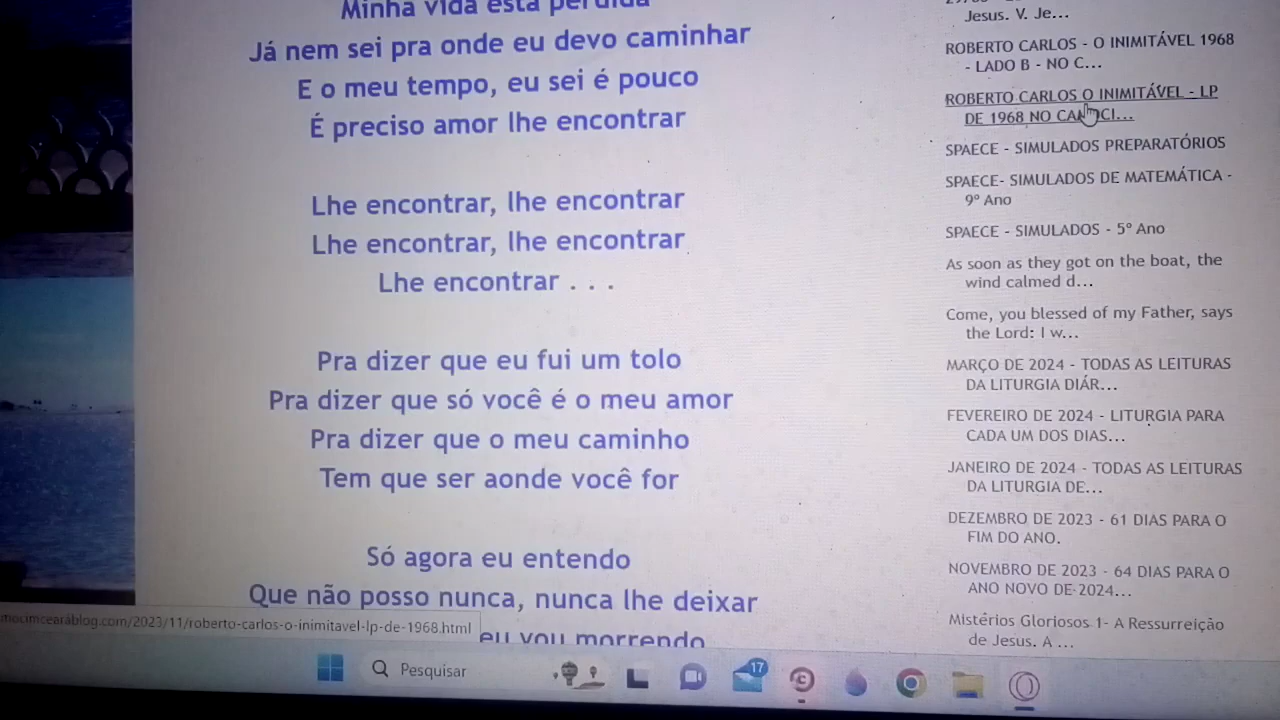 Minha vida está perdida
Já nem sei pra onde eu devo caminhar
E o meu tempo, eu sei é pouco
É preciso amor lhe encontrar
Lhe encontrar, lhe encontrar
Lhe encontrar, lhe encontrar
Lhe encontrar . . .
Pra dizer que eu fui um tolo
Pra dizer que só você é o meu amor
Pra dizer que o meu caminho
Tem que ser aonde você for
Só agora eu entendo
Que não posso nunca, nunca lhe deixar
eu vou morrendo
Jesus. V. Je...
ROBERTO CARLOS - O INIMITÁVEL 1968
- LADO B - NO C...
ROBERTO CARLOS O INIMITÁVEL - LP
DE 1968 NO CAMOCI...
SPAECE - SIMULADOS PREPARATÓRIOS
SPAECE- SIMULADOS DE MATEMÁTICA -
9º Ano
SPAECE - SIMULADOS - 5º Ano
As soon as they got on the boat, the
wind calmed d...
Come, you blessed of my Father, says
the Lord: I w...
MARÇO DE 2024 - TODAS AS LEITURAS
DA LITURGIA DIÁR...
FEVEREIRO DE 2024 - LITURGIA PARA
CADA UM DOS DIAS...
JANEIRO DE 2024 - TODAS AS LEITURAS
DA LITURGIA DE...
DEZEMBRO DE 2023 - 61 DIAS PARA O
FIM DO ANO.
NOVEMBRO DE 2023 - 64 DIAS PARA O
ANO NOVO DE 2024...
Mistérios Gloriosos 1- A Ressurreição
de Jesus. A ...
mocimcearáblog.com/2023/11/roberto-carlos-o-inimitavel-lp-de-1968.html
Pesquisar
17